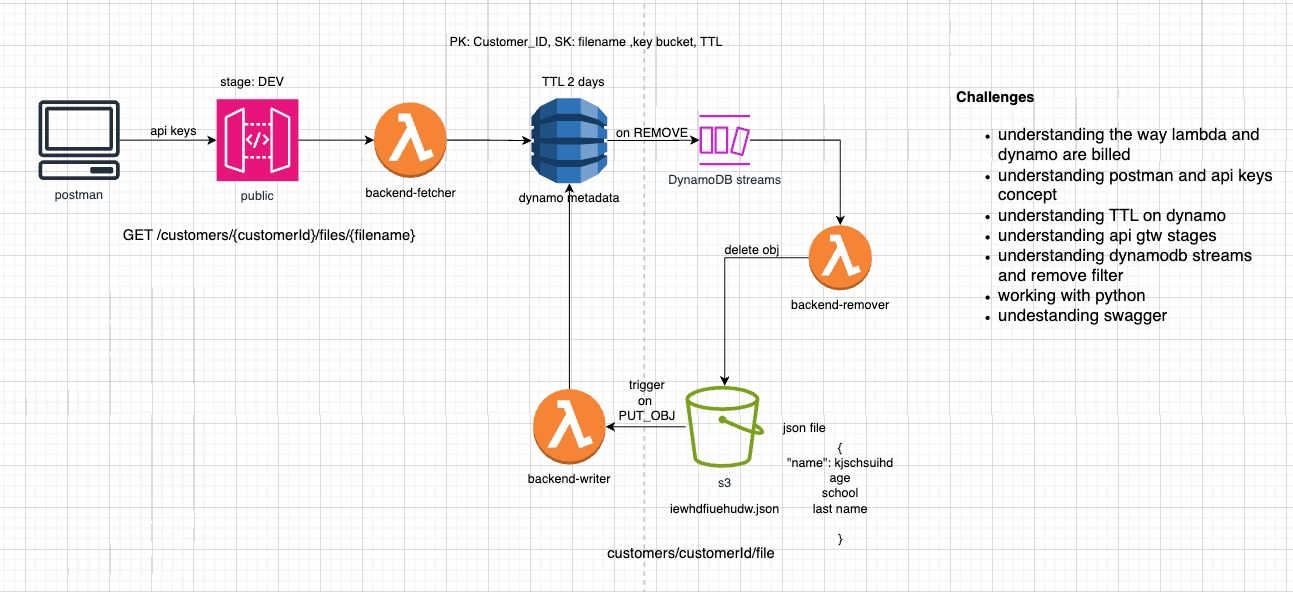 PK: Customer_ID, SK: filename ,key bucket, TTL
stage: DEV
TTL 2 days
api keys
on REMOVE
postman
public
backend-fetcher
dynamo metadata
DynamoDB streams
GET /customers/{customerId}/files/{filename}
delete obj
backend-remover
trigger
on
PUT_OBJ
backend-writer
s3
iewhdfiuehudw.json
json file
{
"name": kjschsuihd
age
school
last name
}
customers/customerId/file
Challenges
• understanding the way lambda and
dynamo are billed
• understanding postman and api keys
concept
• understanding TTL on dynamo
• understanding api gtw stages
• understanding dynamodb streams
and remove filter
• working with python
• undestanding swagger